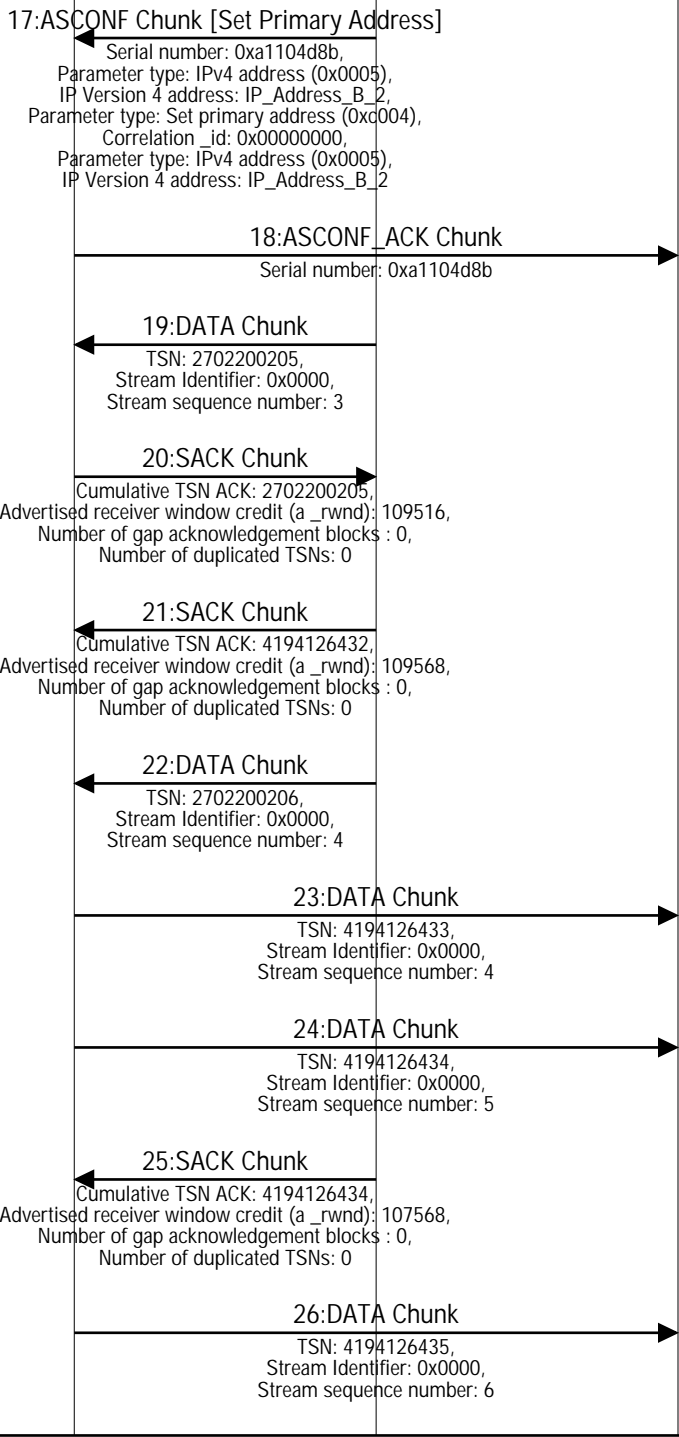 17:ASCONF Chunk [Set Primary Address]
Serial number: 0xa1104d8b,
Parameter type: IPv4 address (0x0005),
IP Version 4 address: IP_Address_B_2,
Parameter type: Set primary address (0xc004),
Correlation _id: 0x00000000,
Parameter type: IPv4 address (0x0005),
IP Version 4 address: IP_Address_B_2
18:ASCONF_ACK Chunk
Serial number: 0xa1104d8b
19:DATA Chunk
TSN: 2702200205,
Stream Identifier: 0x0000,
Stream sequence number: 3
20:SACK Chunk
Cumulative TSN ACK: 2702200205,
Advertised receiver window credit (a _rwnd): 109516,
Number of gap acknowledgement blocks : 0,
Number of duplicated TSNs: 0
21:SACK Chunk
Cumulative TSN ACK: 4194126432,
Advertised receiver window credit (a _rwnd): 109568,
Number of gap acknowledgement blocks : 0,
Number of duplicated TSNs: 0
22:DATA Chunk
TSN: 2702200206,
Stream Identifier: 0x0000,
Stream sequence number: 4
23:DATA Chunk
TSN: 4194126433,
Stream Identifier: 0x0000,
Stream sequence number: 4
24:DATA Chunk
TSN: 4194126434,
Stream Identifier: 0x0000,
Stream sequence number: 5
25:SACK Chunk
Cumulative TSN ACK: 4194126434,
Advertised receiver window credit (a _rwnd): 107568,
Number of gap acknowledgement blocks : 0,
Number of duplicated TSNs: 0
26:DATA Chunk
TSN: 4194126435,
Stream Identifier: 0x0000,
Stream sequence number: 6